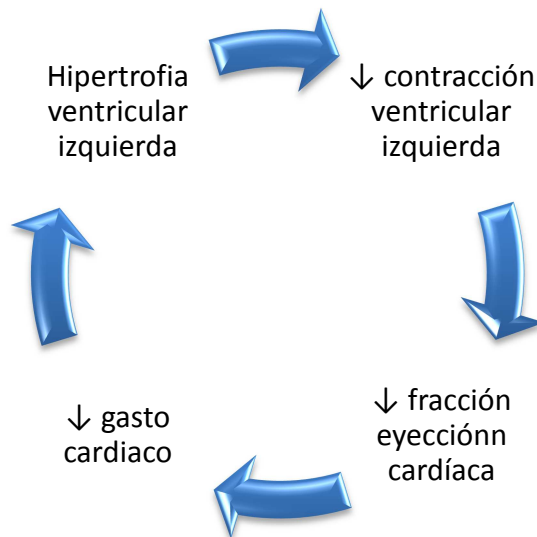 Hipertrofia
ventricular
izquierda
↓ contracción
ventricular
izquierda
↓ fracción
eyecciónn
cardíaca
↓ gasto
cardiaco